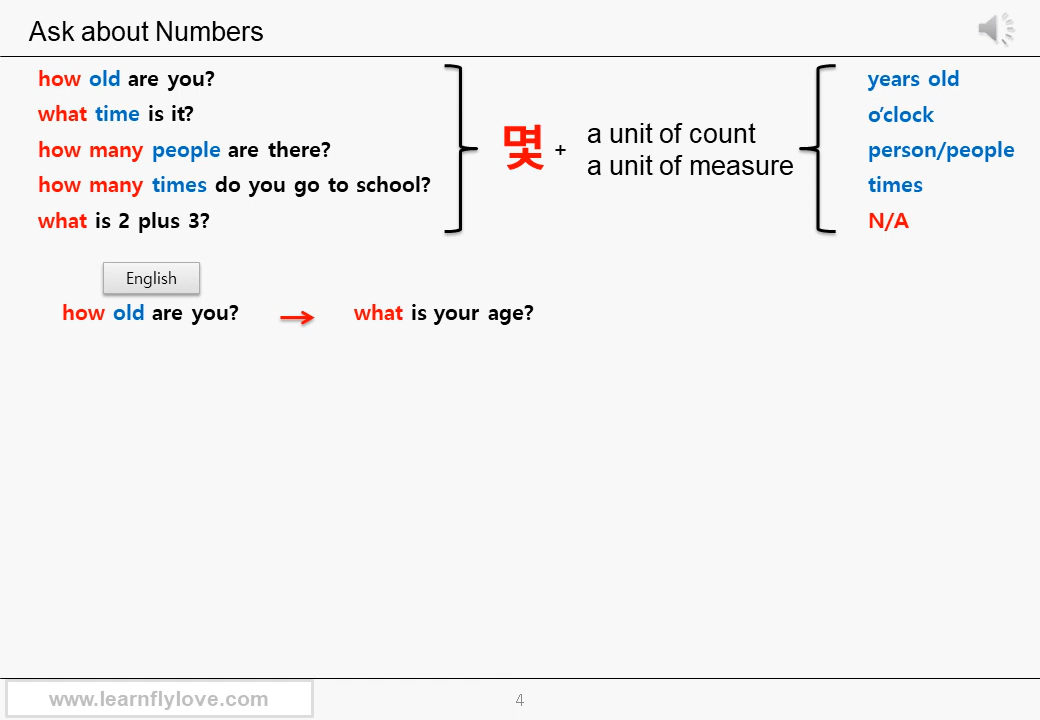 Ask about Numbers
how old are you?
what time is it?
how many people are there?
how many times do you go to school?
what is 2 plus 3?
몇 +
a unit of count
a unit of measure
years old
o'clock
person/people
times
N/A
English
how old are you?
what is your age?
www.learnflylove.com
4